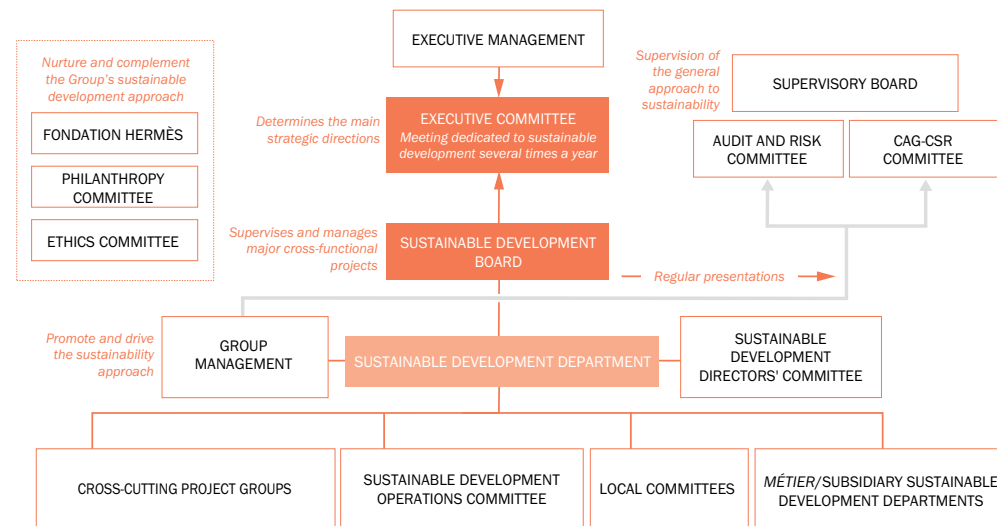 EXECUTIVE MANAGEMENT
Nurture and complement
the Group's sustainable
development approach
FONDATION HERMÈS
PHILANTHROPY
COMMITTEE
ETHICS COMMITTEE
Determines the main
strategic directions
EXECUTIVE COMMITTEE
Meeting dedicated to sustainable
development several times a year
Supervision of
the general
approach to
sustainability
SUPERVISORY BOARD
AUDIT AND RISK
COMMITTEE
CAG-CSR
COMMITTEE
Supervises and manages
major cross-functional
projects
SUSTAINABLE DEVELOPMENT
BOARD
Regular presentations
Promote and drive
the sustainability
approach
GROUP
MANAGEMENT
SUSTAINABLE DEVELOPMENT DEPARTMENT
SUSTAINABLE
DEVELOPMENT
DIRECTORS' COMMITTEE
CROSS-CUTTING PROJECT GROUPS
SUSTAINABLE DEVELOPMENT
OPERATIONS COMMITTEE
LOCAL COMMITTEES
MÉTIER/SUBSIDIARY SUSTAINABLE
DEVELOPMENT DEPARTMENTS